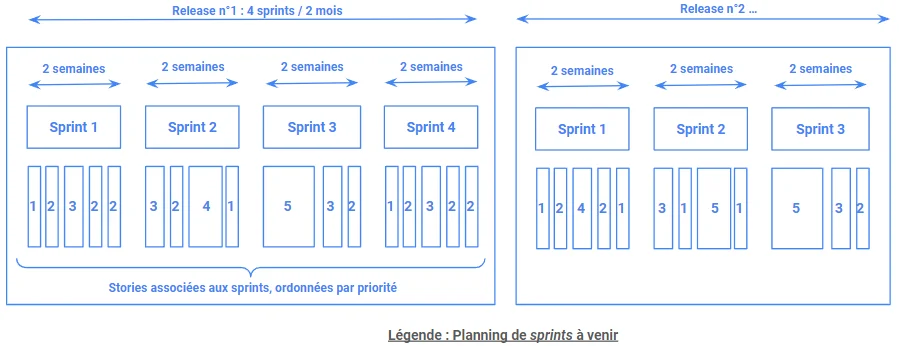 Release n°1 : 4 sprints / 2 mois
Release n°2 ...
2 semaines
2 semaines
2 semaines
2 semaines
2 semaines
2 semaines
2 semaines
Sprint 1
Sprint 2
Sprint 3
Sprint 4
Sprint 1
Sprint 2
Sprint 3
1 2 3 2 2
3 2 4 1
5 3 2
1 2 3 2 2
1 2 4 2 1
3 1 5 1
5 3 2
Stories associées aux sprints, ordonnées par priorité
Légende : Planning de sprints à venir